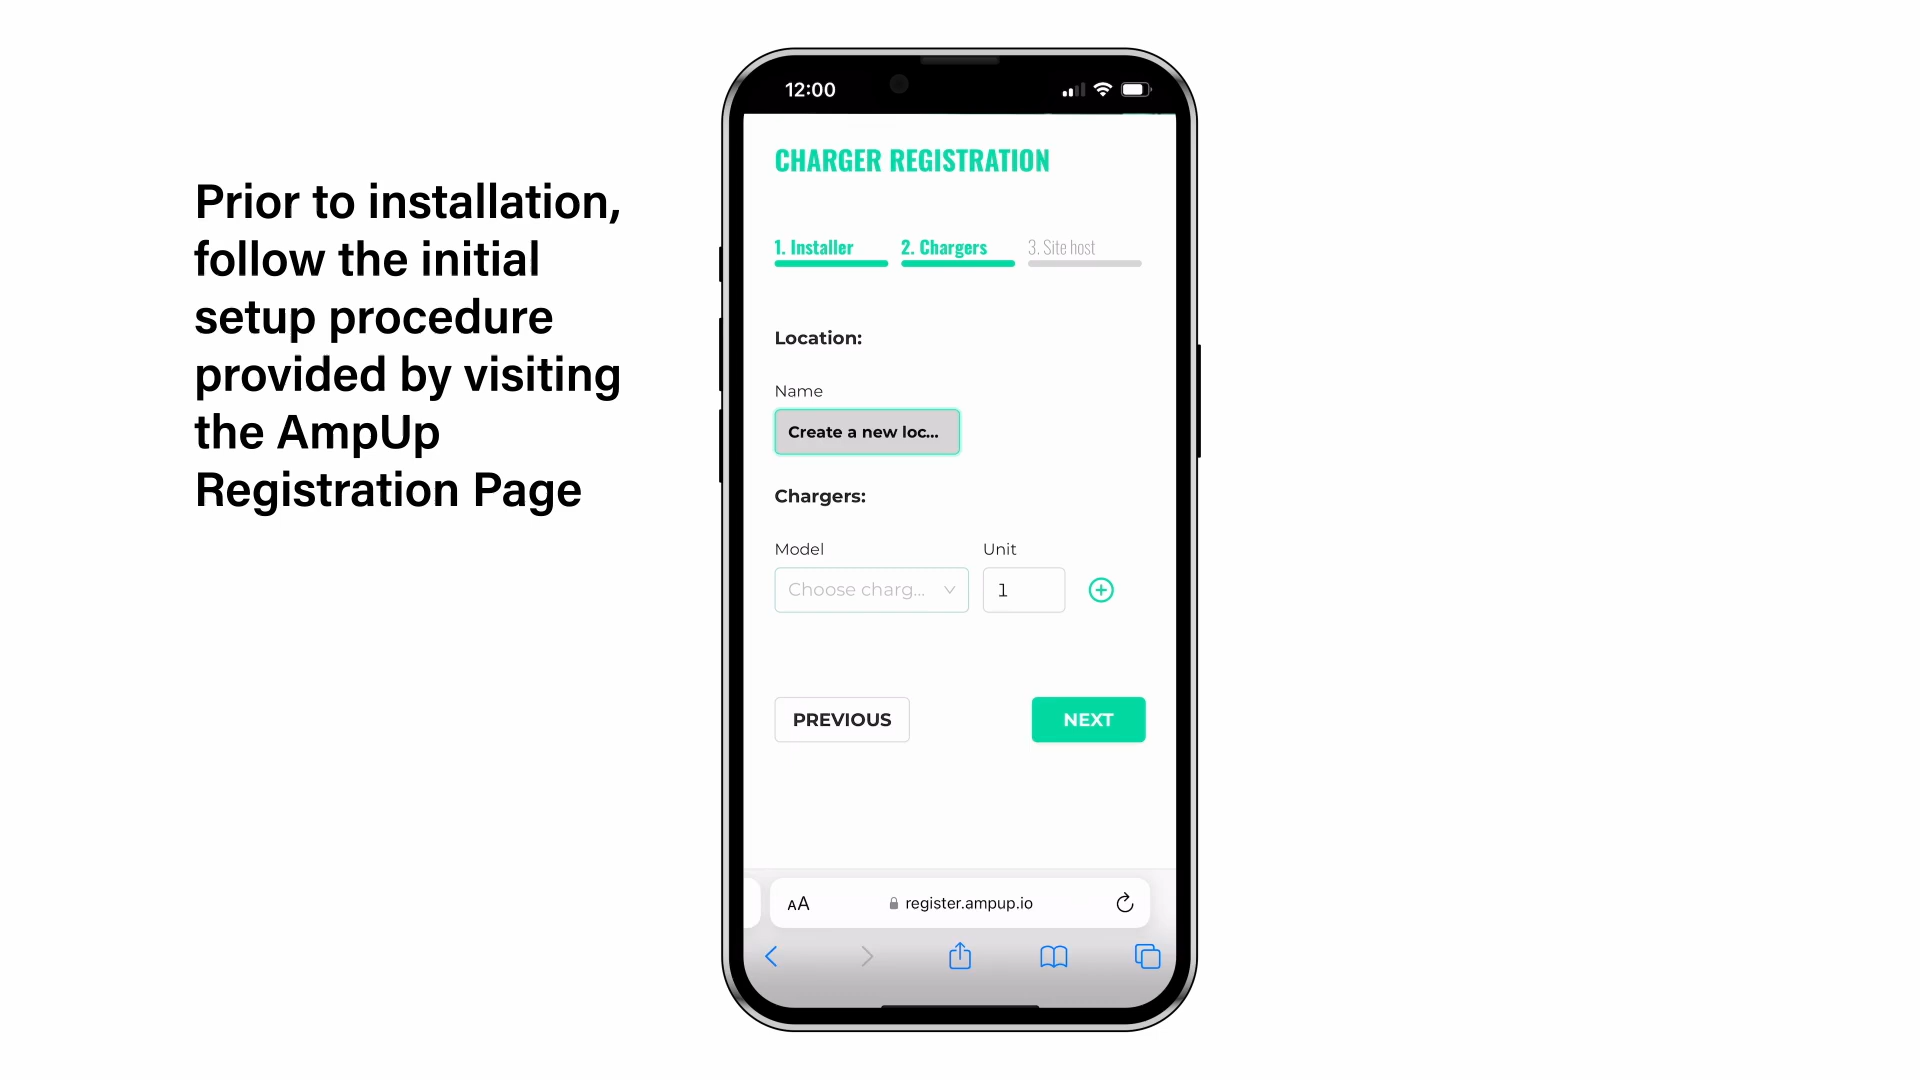 Prior to installation,
follow the initial
setup procedure
provided by visiting
the AmpUp
Registration Page
12:00
CHARGER REGISTRATION
1. Installer 2. Chargers 3. Site host
Location:
Name
Create a new loc...
Chargers:
Model Unit
Choose charg... 1
PREVIOUS NEXT
AA register.ampup.io